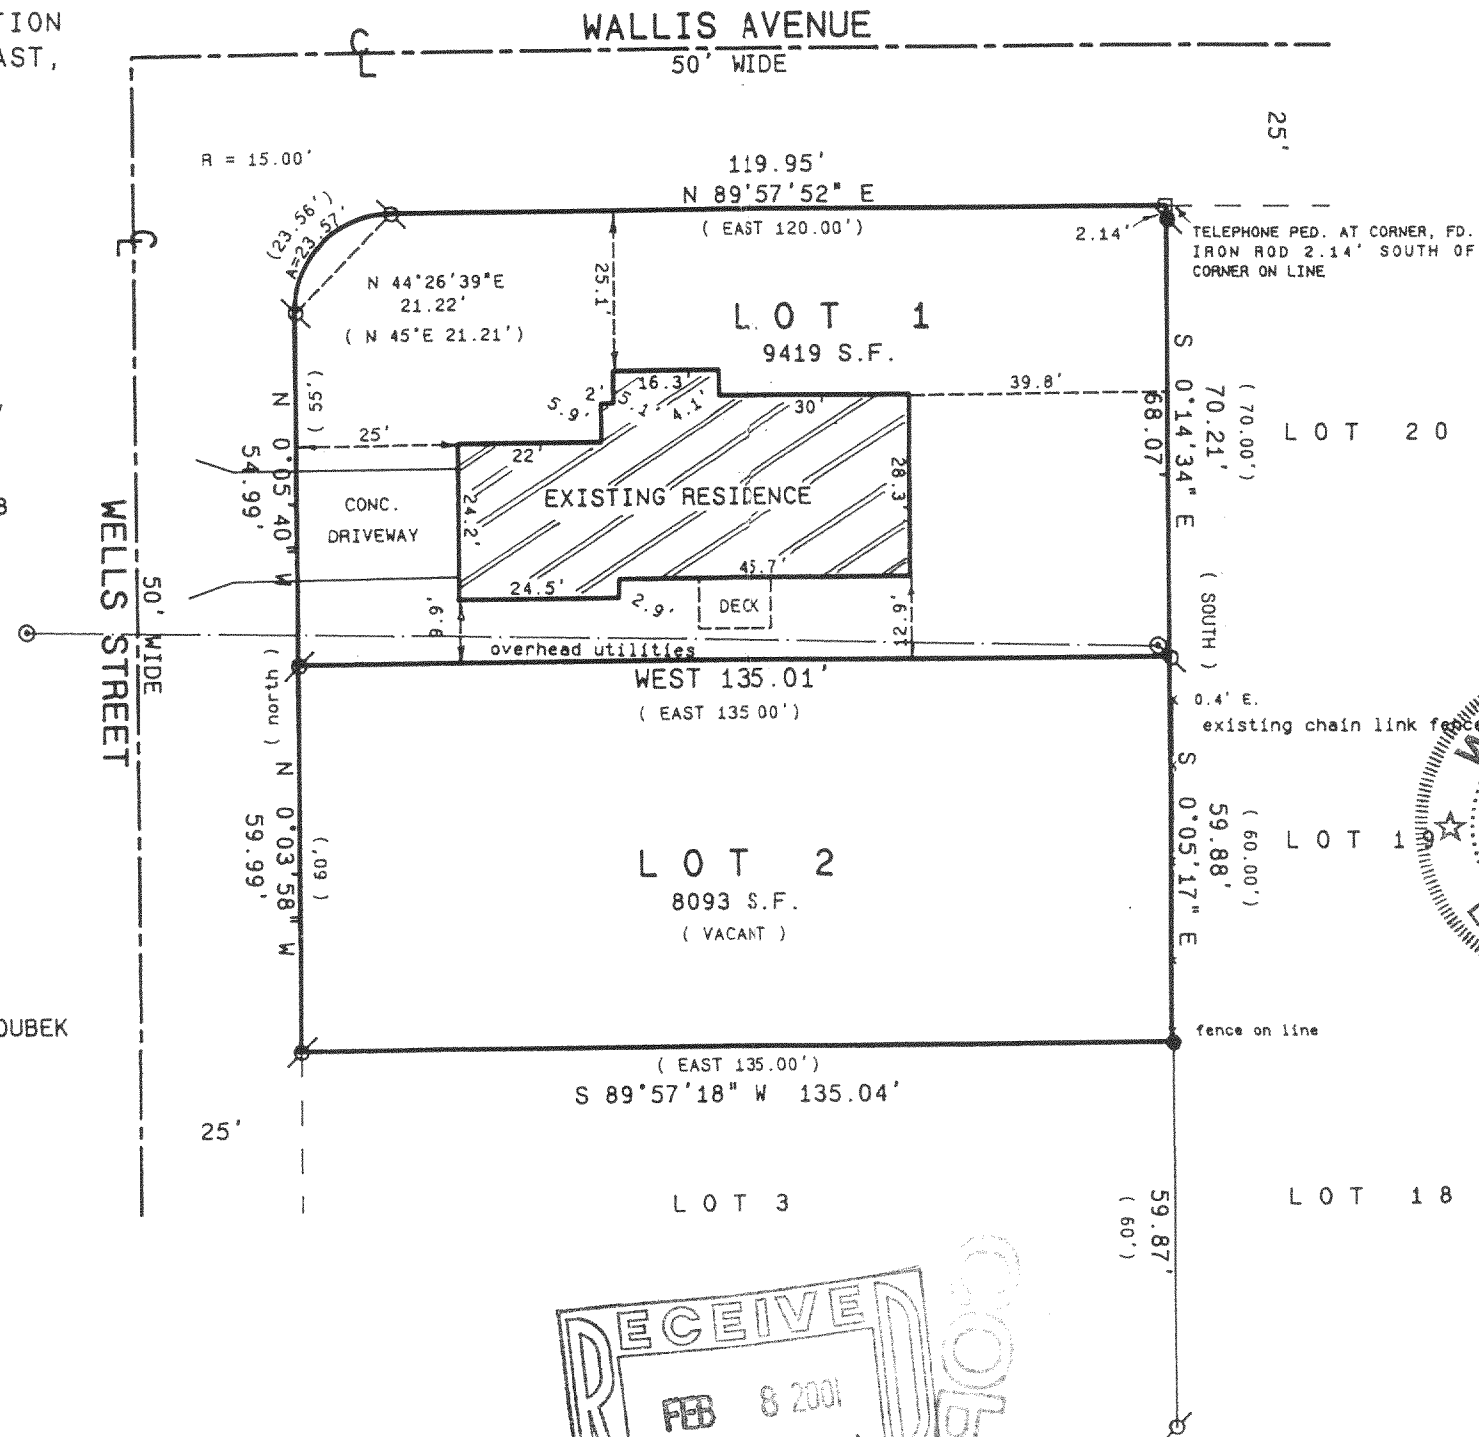 TION
AST,
WALLIS AVENUE
50' WIDE
25'
R = 15.00'
119.95'
N 89°57'52" E
( EAST 120.00')
2.14'
TELEPHONE PED. AT CORNER, FD.
IRON ROD 2.14' SOUTH OF
CORNER ON LINE
(23.56')
A=23.57'
N 44°26'39"E
21.22'
( N 45°E 21.21')
25.1'
LOT 1
9419 S.F.
16.3'
2'
5.1'
4.1'
5.9'
30'
39.8'
22'
25'
( 55')
N 0°05'40" W
54.99'
CONC.
DRIVEWAY
24.2'
EXISTING RESIDENCE
28.3'
68.07'
S 0°14'34" E
70.21'
( 70.00')
( SOUTH )
LOT 20
24.5'
45.7'
2.9'
DECK
9.9'
12.9'
overhead utilities
WEST 135.01'
( EAST 135.00')
WELLS STREET
50' WIDE
( north )
N 0°03'58" W
59.99'
( 60')
0.4' E.
existing chain link fence
S 0°05'17" E
59.88'
( 60.00')
LOT 19
LOT 2
8093 S.F.
( VACANT )
OUBEK
fence on line
( EAST 135.00')
S 89°57'18" W 135.04'
25'
LOT 3
59.87'
( 60')
LOT 18
RECEIVED
FEB 8 2001